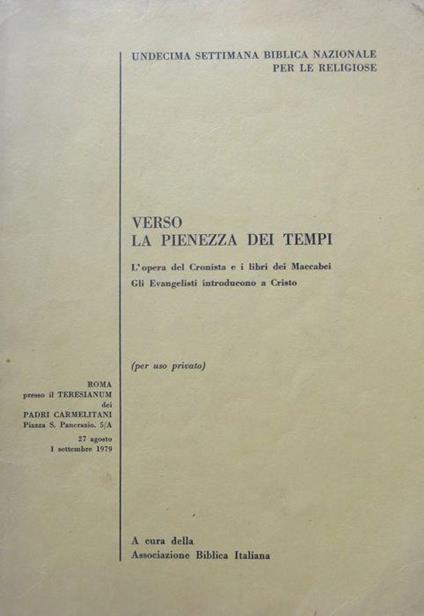 UNDECIMA SETTIMANA BIBLICA NAZIONALE
PER LE RELIGIOSE
VERSO
LA PIENEZZA DEI TEMPI
L'opera del Cronista e i libri dei Maccabei
Gli Evangelisti introducono a Cristo
(per uso privato)
ROMA
presso il TERESIANUM
dei
PADRI CARMELITANI
Piazza S. Pancrazio. 5/A
27 agosto
1 settembre 1979
A cura della
Associazione Biblica Italiana